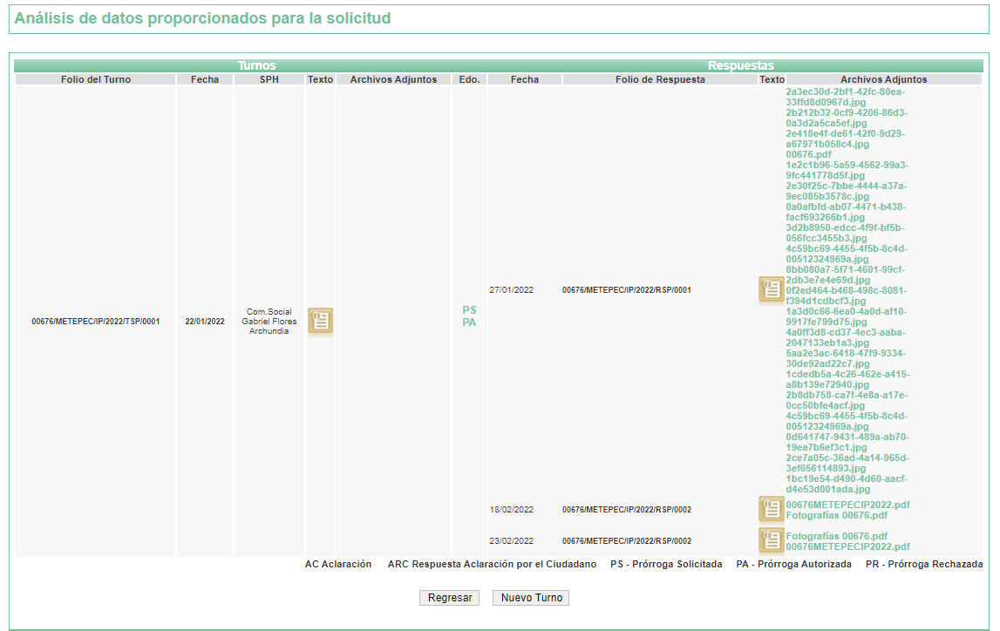 Análisis de datos proporcionados para la solicitud
Turnos Respuestas
Folio del Turno Fecha SPH Texto Archivos Adjuntos Edo. Fecha Folio de Respuesta Texto Archivos Adjuntos
00676/METEPEC/IP/2022/TSP/0001 22/01/2022
Com.Social
Gabriel Flores
Archundia
PS
PA
27/01/2022 00676/METEPEC/IP/2022/RSP/0001
2a3ec30d-2bf1-42fc-80ea-
33ffd8d0967d.jpg
2b212b32-0cf9-4206-86d3-
0a3d2a5ca5ef.jpg
2e418e4f-de61-42f0-9d29-
a67971b058c4.jpg
00676.pdf
1e2c1b96-5a59-4562-99a3-
9fc441778d5f.jpg
2e30f25c-7bbe-4444-a37a-
9ec085b3578c.jpg
0a0afbfd-ab07-4471-b438-
facf693266b1.jpg
3d2b8950-edcc-4f9f-bf5b-
056fcc3455b3.jpg
4c59bc69-4455-4f5b-8c4d-
00512324969a.jpg
0bb080a7-5f71-4601-99cf-
2db3e7e4e69d.jpg
0f2ed464-b468-498c-8081-
f394d1cdbcf3.jpg
1a3d0c66-6ea0-4a0d-af10-
9917fe799d75.jpg
4a0ff3d8-cd37-4ec3-aaba-
2047133eb1a3.jpg
5aa2e3ac-6418-47f9-9334-
30de92ad22c7.jpg
1cdedb5a-4c26-462e-a415-
a8b139e72940.jpg
2b8db758-ca7f-4e8a-a17e-
0cc50bfe4acf.jpg
4c59bc69-4455-4f5b-8c4d-
00512324969a.jpg
0d641747-9431-489a-ab70-
19ea7b6ef3c1.jpg
2ce7a05c-36ad-4a14-965d-
3ef656114893.jpg
1bc19e54-d490-4d60-aacf-
d4e53d001ada.jpg
18/02/2022 00676/METEPEC/IP/2022/RSP/0002
00676METEPECIP2022.pdf
Fotografías 00676.pdf
23/02/2022 00676/METEPEC/IP/2022/RSP/0002
Fotografías 00676.pdf
00676METEPECIP2022.pdf
AC Aclaración ARC Respuesta Aclaración por el Ciudadano PS - Prórroga Solicitada PA - Prórroga Autorizada PR - Prórroga Rechazada
Regresar Nuevo Turno